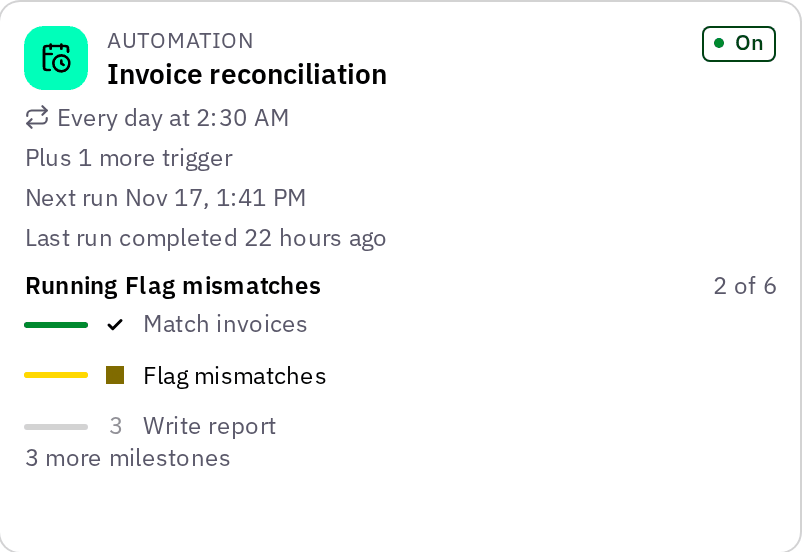 AUTOMATION
Invoice reconciliation
On
Every day at 2:30 AM
Plus 1 more trigger
Next run Nov 17, 1:41 PM
Last run completed 22 hours ago
Running Flag mismatches
2 of 6
Match invoices
Flag mismatches
3 Write report
3 more milestones